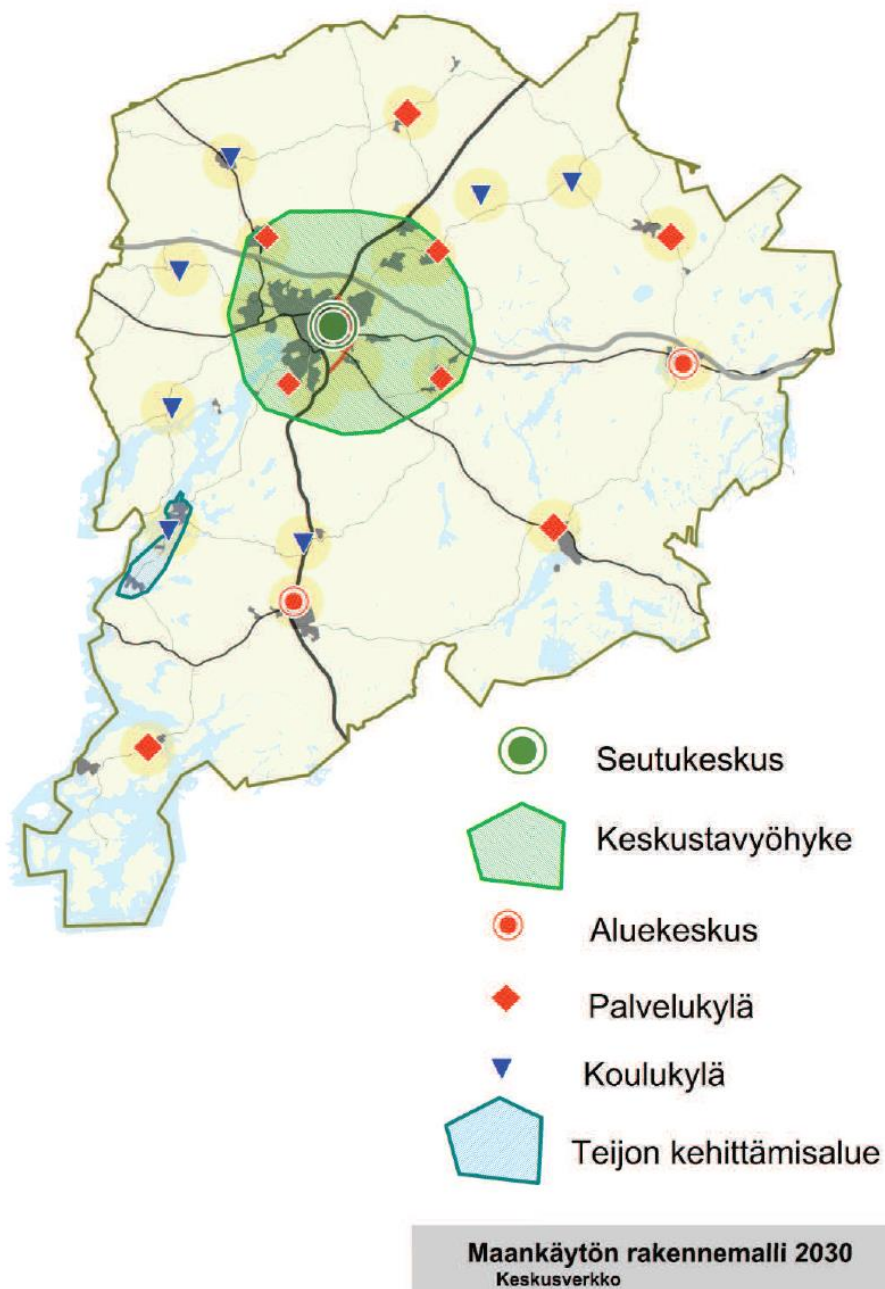 Seutukeskus
Keskustavyöhyke
Aluekeskus
Palvelukylä
Koulukylä
Teijon kehittämisalue
Maankäytön rakennemalli 2030
Keskusverkko